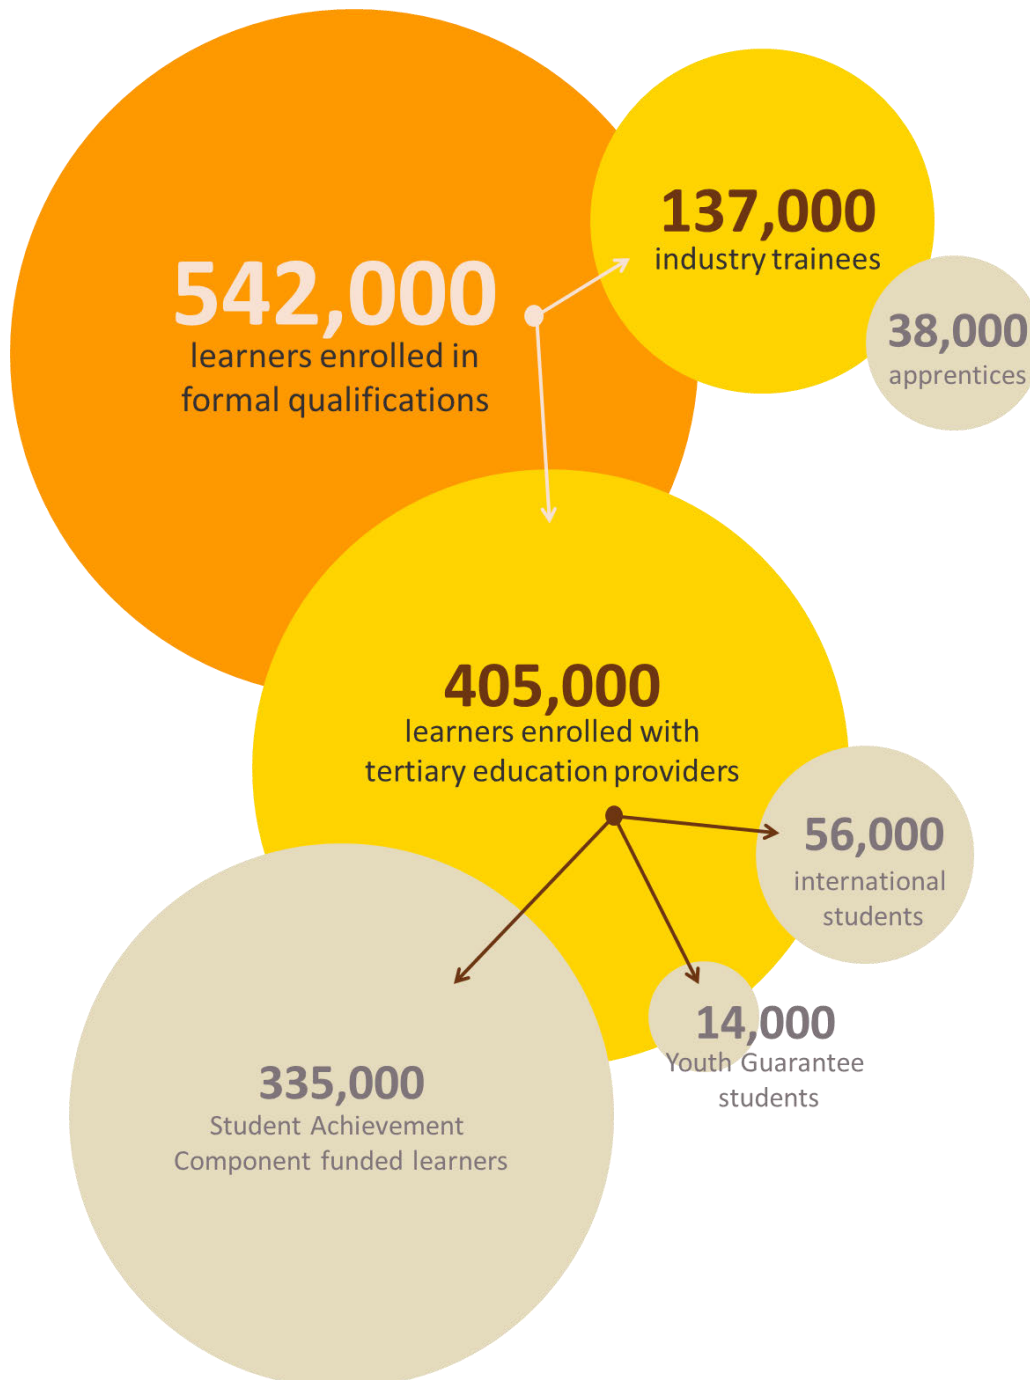 542,000
learners enrolled in
formal qualifications
137,000
industry trainees
38,000
apprentices
405,000
learners enrolled with
tertiary education providers
56,000
international
students
14,000
Youth Guarantee
students
335,000
Student Achievement
Component funded learners